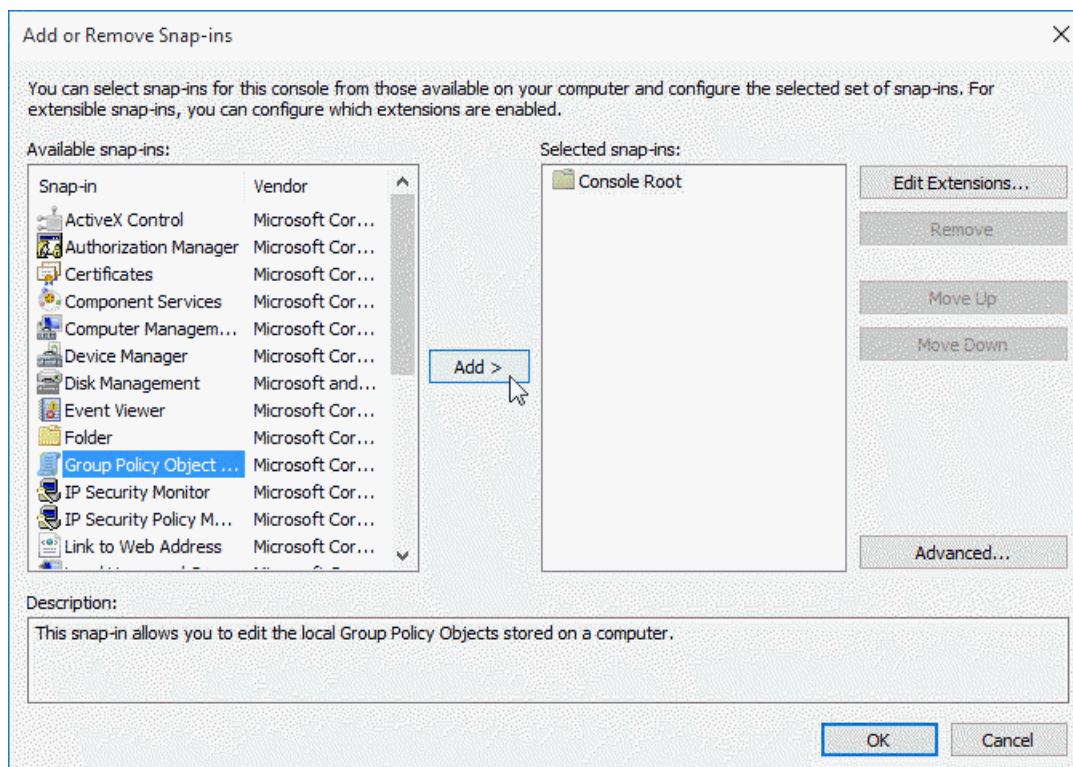 Add or Remove Snap-ins
You can select snap-ins for this console from those available on your computer and configure the selected set of snap-ins. For
extensible snap-ins, you can configure which extensions are enabled.
Available snap-ins:
Snap-in Vendor
ActiveX Control Microsoft Cor...
Authorization Manager Microsoft Cor...
Certificates Microsoft Cor...
Component Services Microsoft Cor...
Computer Managem... Microsoft Cor...
Device Manager Microsoft Cor...
Disk Management Microsoft and...
Event Viewer Microsoft Cor...
Folder Microsoft Cor...
Group Policy Object ... Microsoft Cor...
IP Security Monitor Microsoft Cor...
IP Security Policy M... Microsoft Cor...
Link to Web Address Microsoft Cor...
Add >
Selected snap-ins:
Console Root
Edit Extensions...
Remove
Move Up
Move Down
Advanced...
Description:
This snap-in allows you to edit the local Group Policy Objects stored on a computer.
OK
Cancel